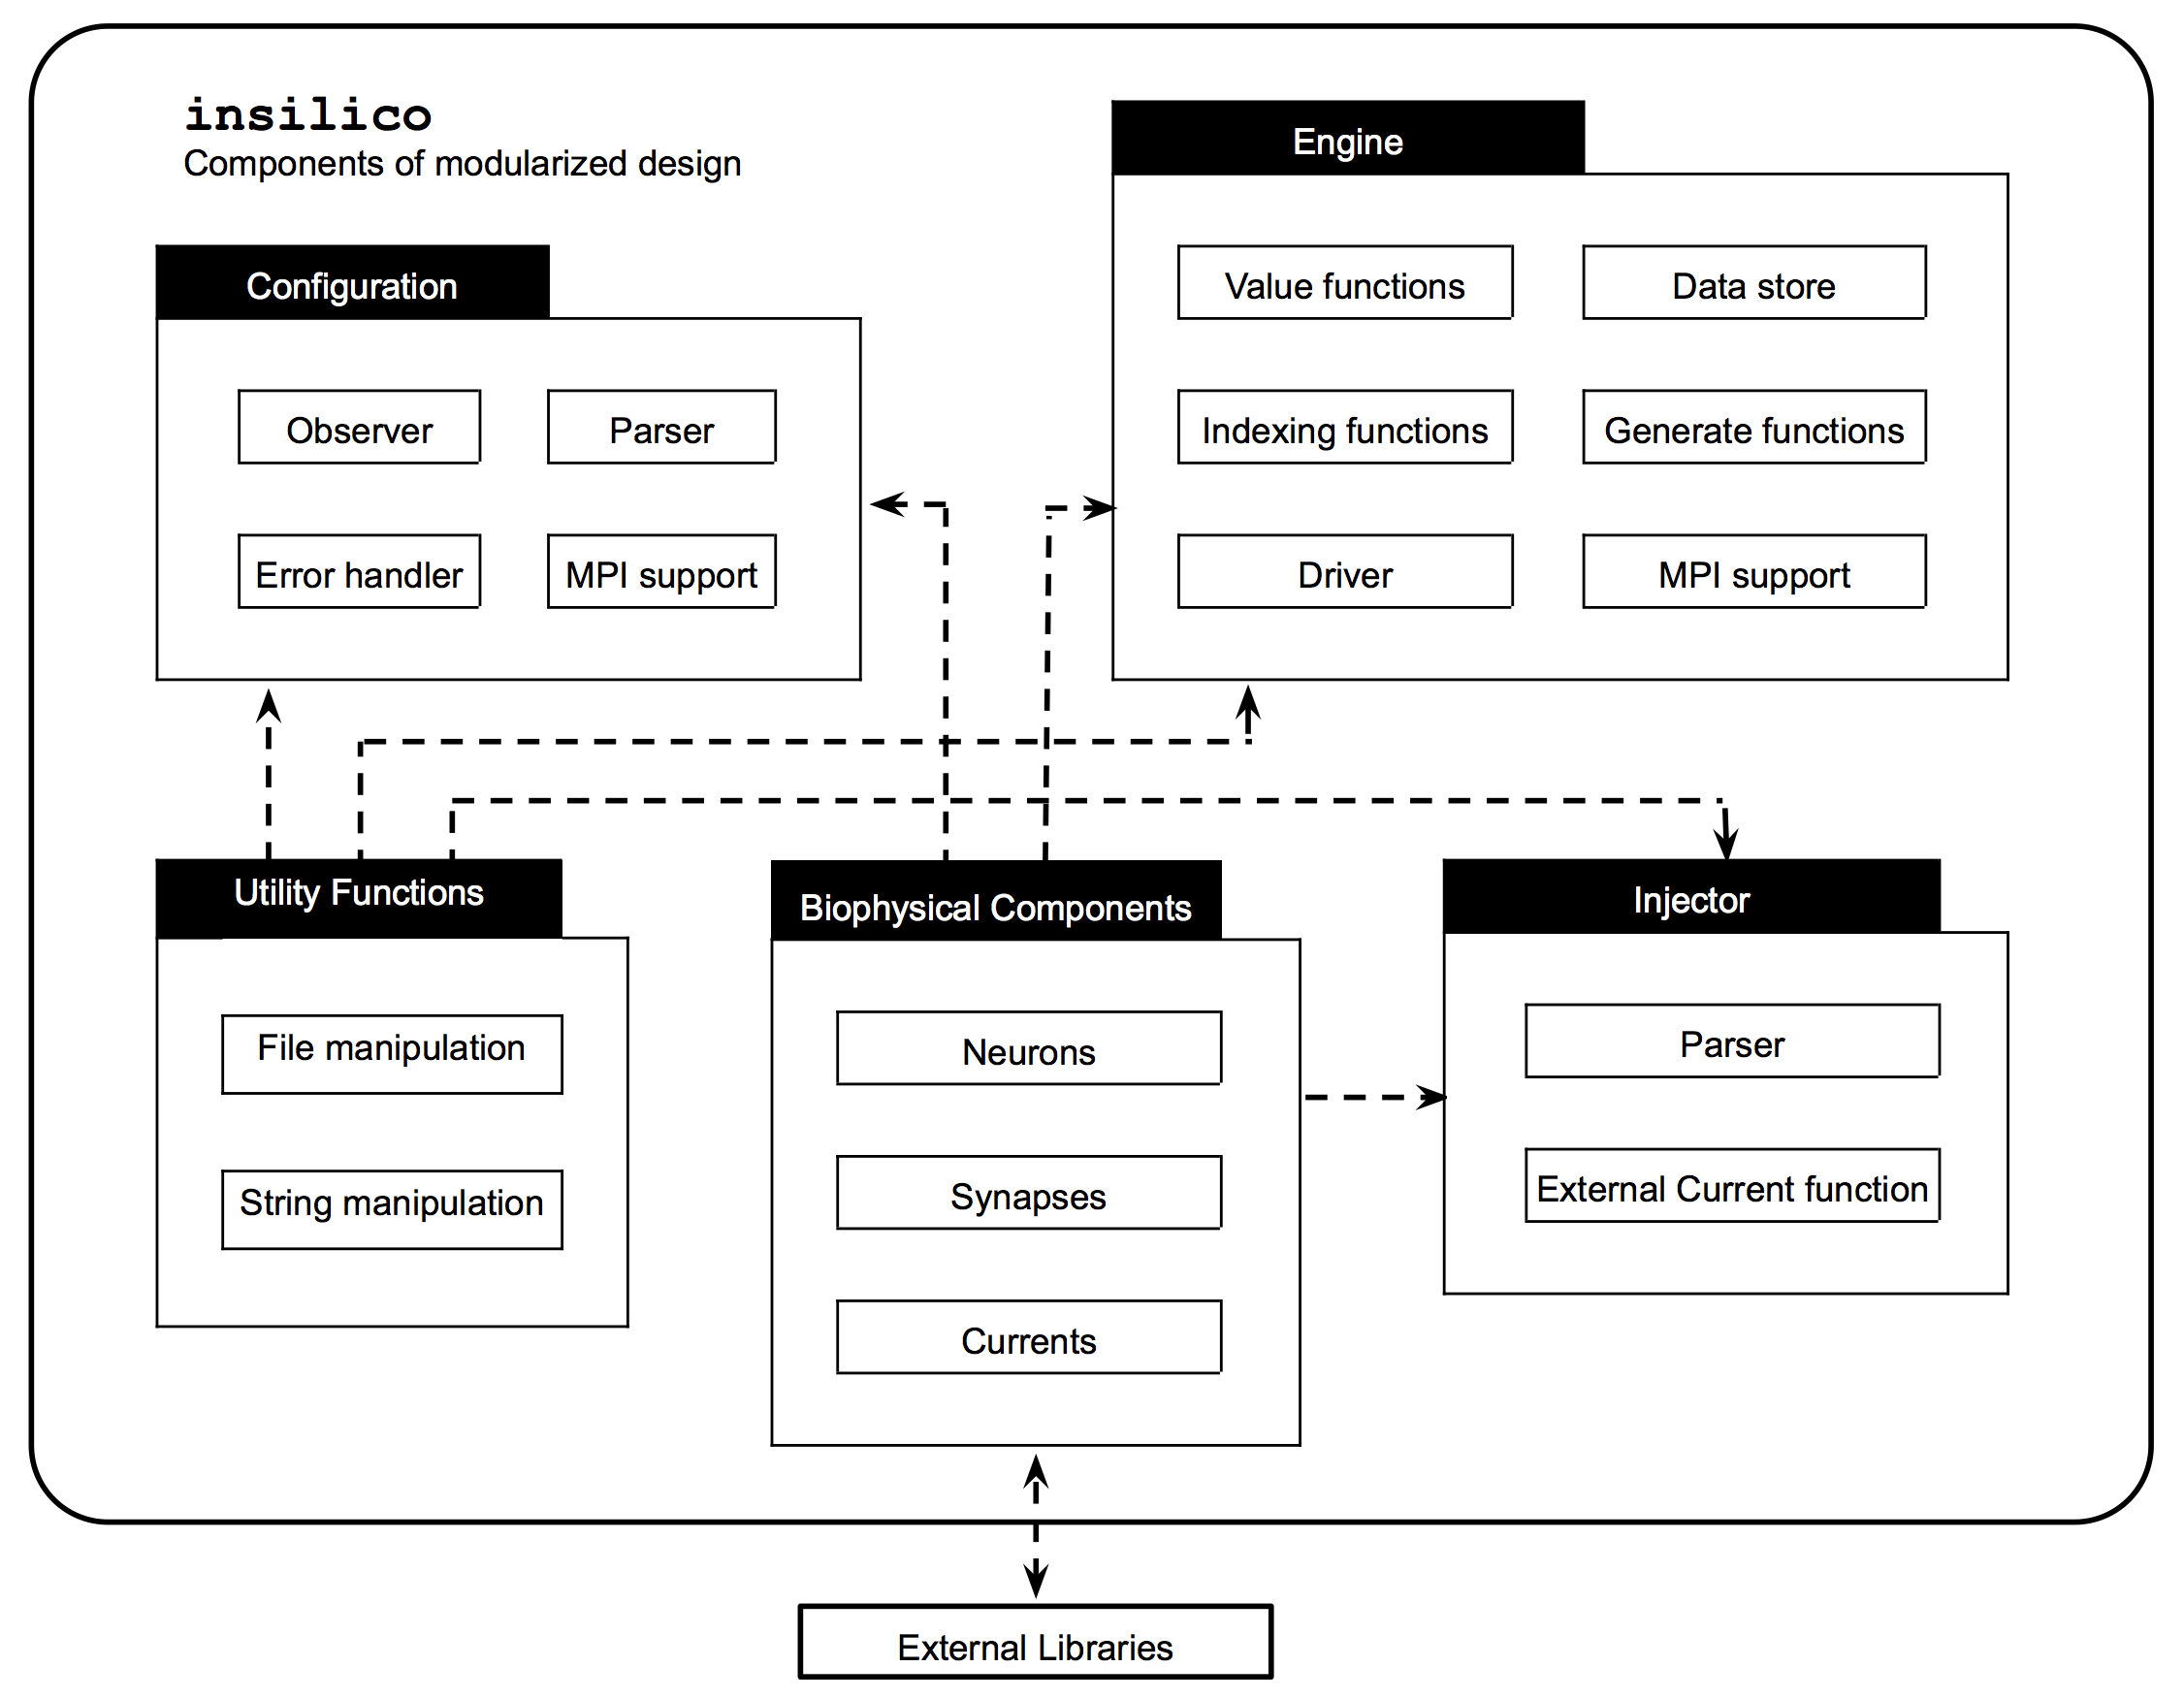 insilico
Components of modularized design
Engine
Value functions
Data store
Indexing functions
Generate functions
Driver
MPI support
Configuration
Observer
Parser
Error handler
MPI support
Utility Functions
File manipulation
String manipulation
Biophysical Components
Neurons
Synapses
Currents
Injector
Parser
External Current function
External Libraries